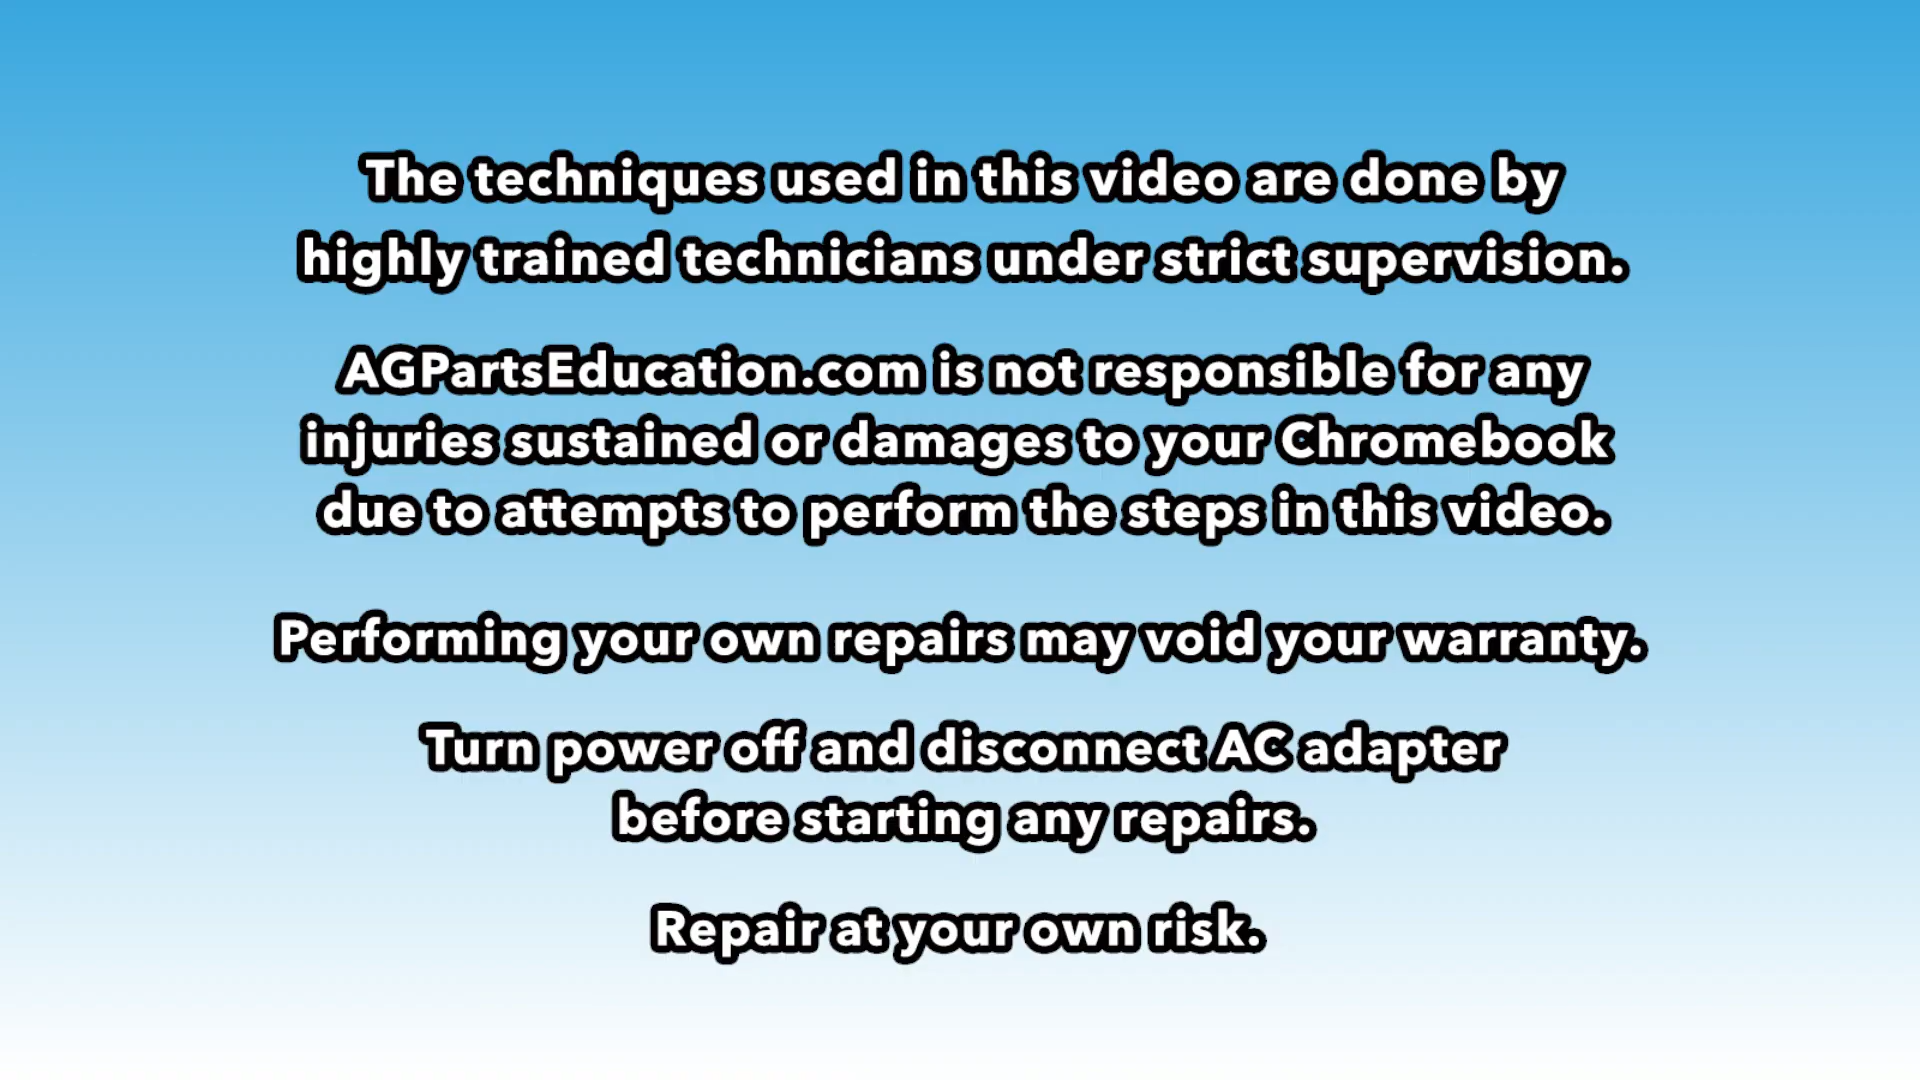 The techniques used in this video are done by
highly trained technicians under strict supervision.
AGPartsEducation.com is not responsible for any
injuries sustained or damages to your Chromebook
due to attempts to perform the steps in this video.
Performing your own repairs may void your warranty.
Turn power off and disconnect AC adapter
before starting any repairs.
Repair at your own risk.